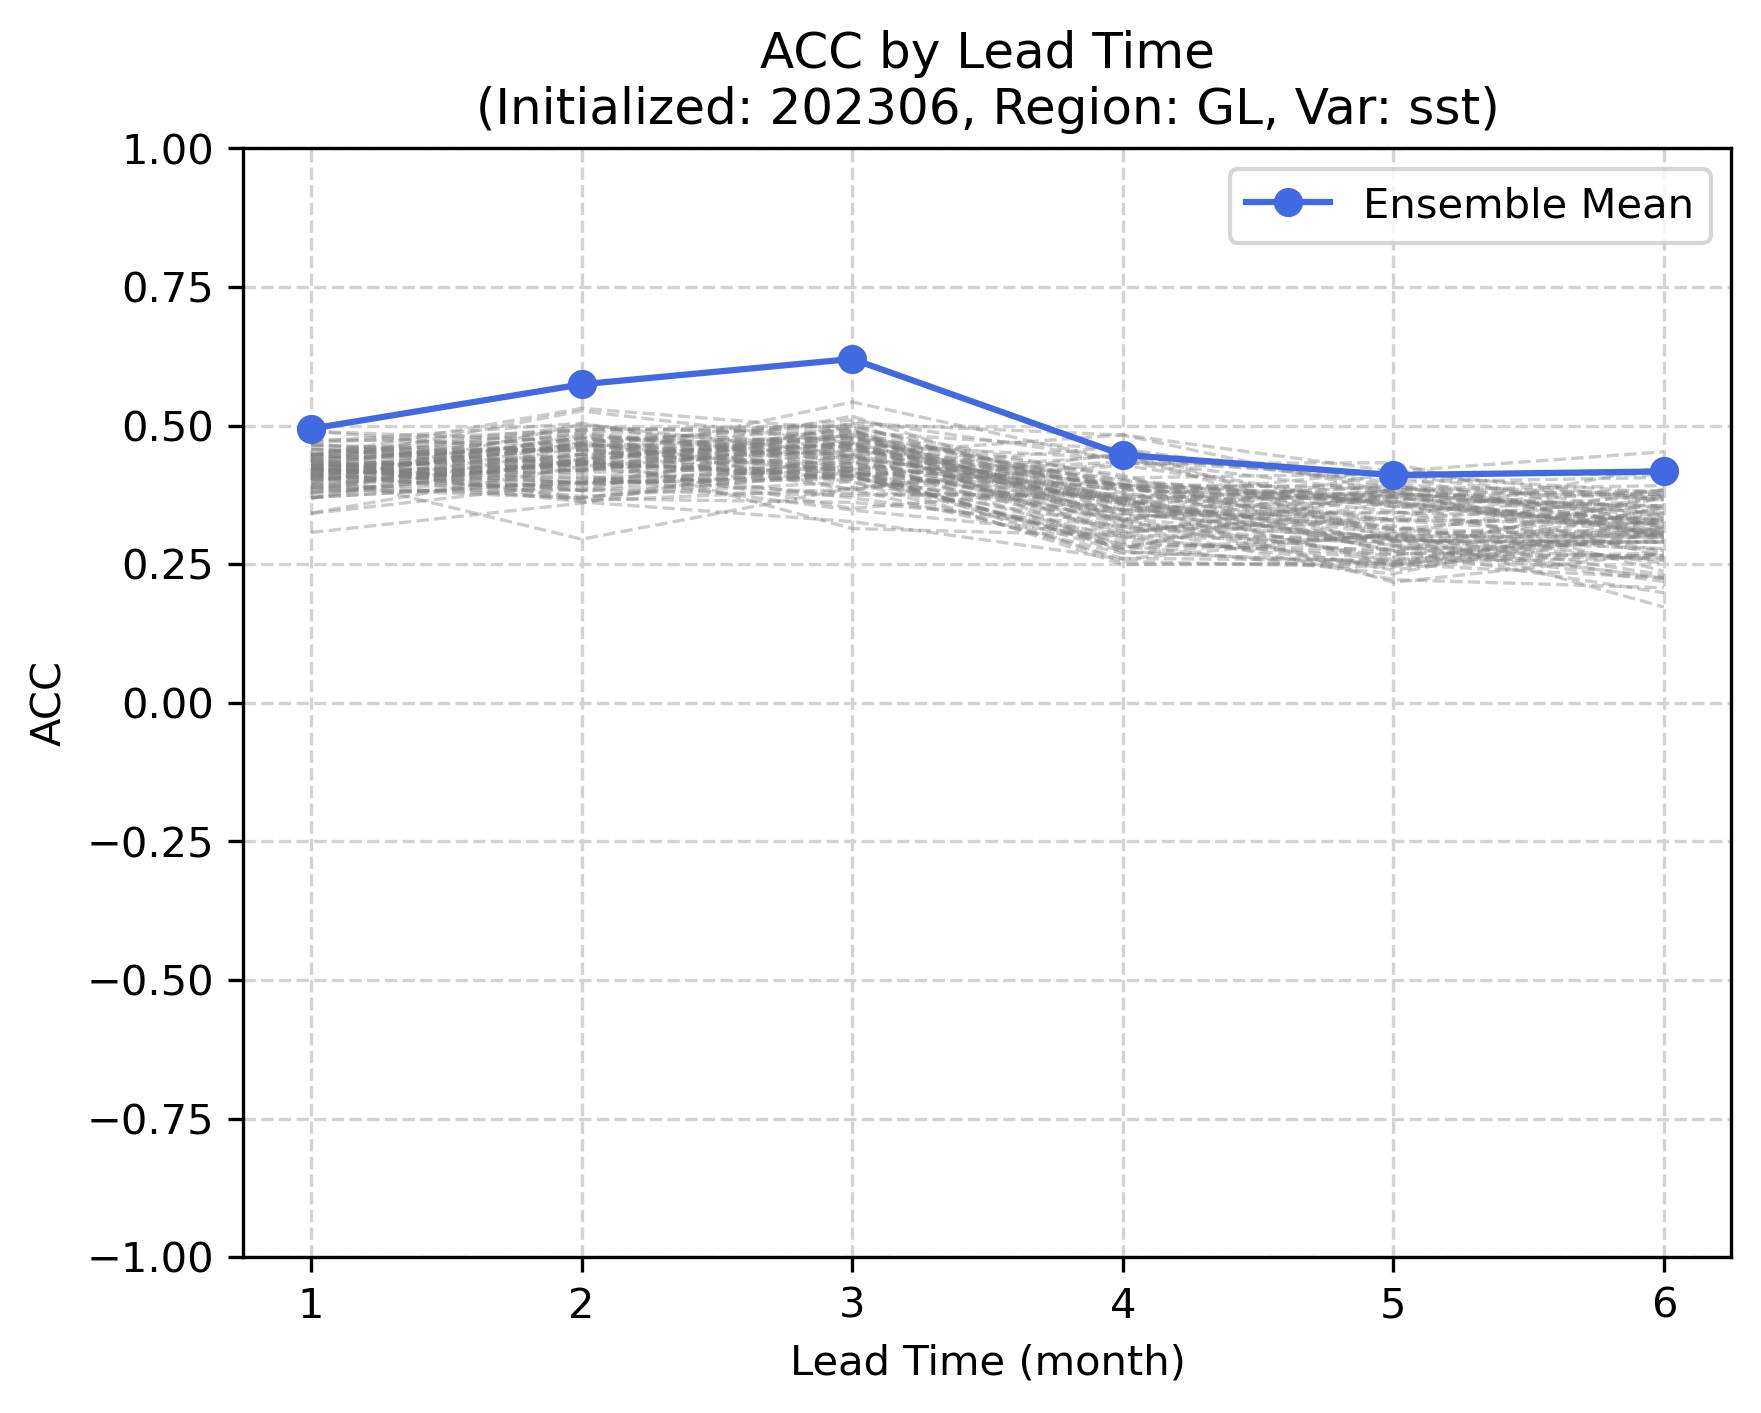 ACC by Lead Time
(Initialized: 202306, Region: GL, Var: sst)
Ensemble Mean
1.00
0.75
0.50
0.25
0.00
−0.25
−0.50
−0.75
−1.00
ACC
1 2 3 4 5 6
Lead Time (month)